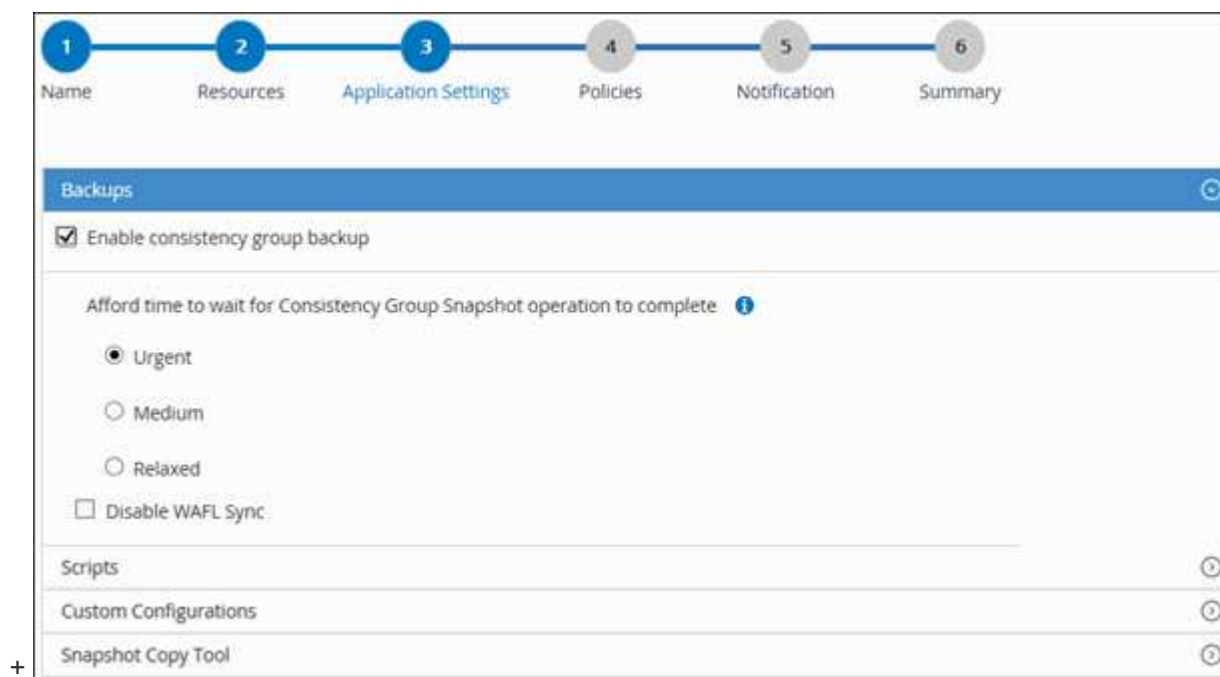 1 2 3 4 5 6
Name Resources Application Settings Policies Notification Summary
Backups
Enable consistency group backup
Afford time to wait for Consistency Group Snapshot operation to complete
Urgent
Medium
Relaxed
Disable WAFL Sync
Scripts
Custom Configurations
Snapshot Copy Tool
+